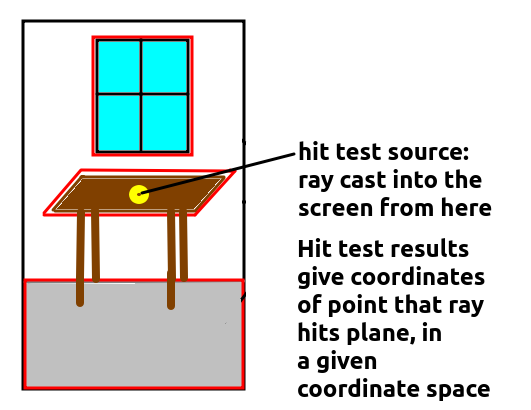 hit test source:
ray cast into the
screen from here
Hit test results
give coordinates
of point that ray
hits plane, in
a given
coordinate space